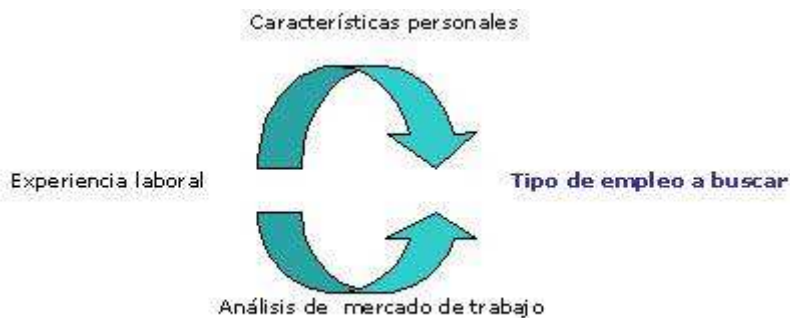 Características personales
Experiencia laboral
Tipo de empleo a buscar
Análisis de mercado de trabajo